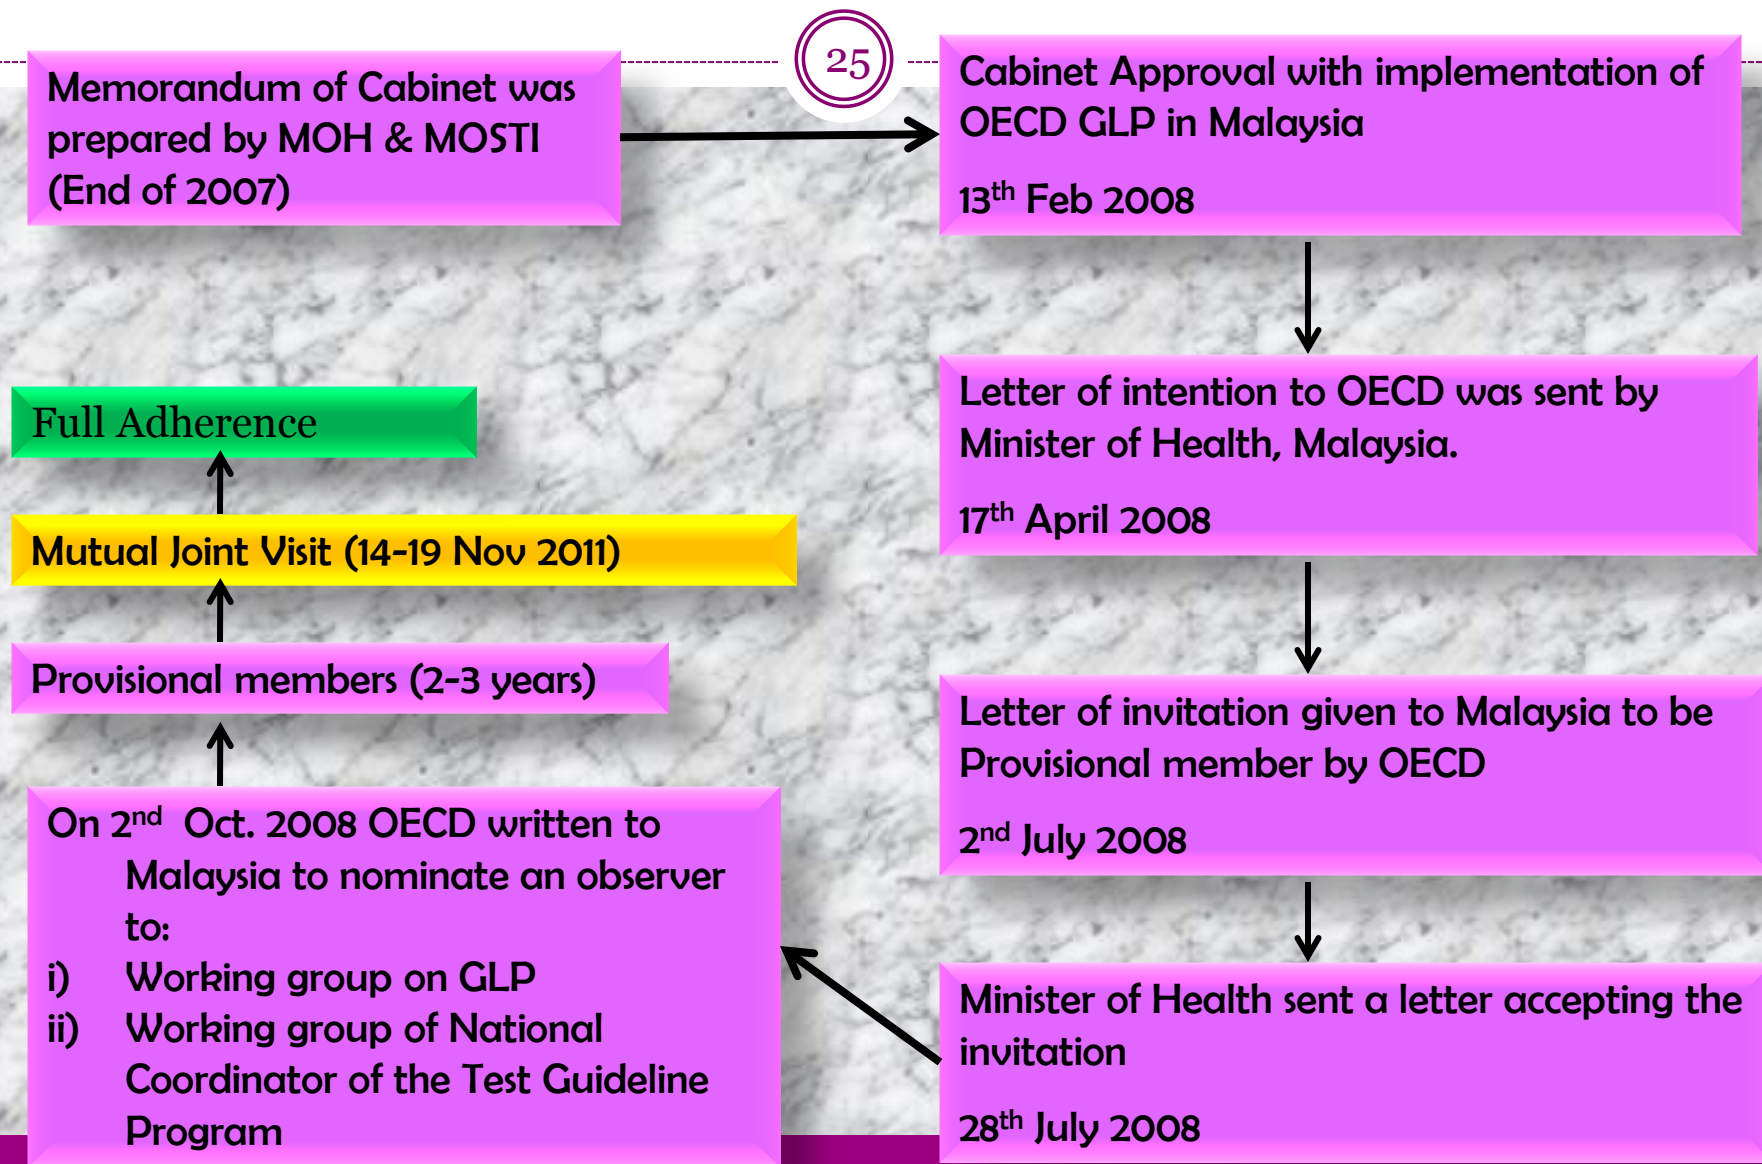 25
Memorandum of Cabinet was
prepared by MOH & MOSTI
(End of 2007)
Cabinet Approval with implementation of
OECD GLP in Malaysia
13th Feb 2008
Letter of intention to OECD was sent by
Minister of Health, Malaysia.
17th April 2008
Letter of invitation given to Malaysia to be
Provisional member by OECD
2nd July 2008
Minister of Health sent a letter accepting the
invitation
28th July 2008
On 2nd Oct. 2008 OECD written to
Malaysia to nominate an observer
to:
i) Working group on GLP
ii) Working group of National
Coordinator of the Test Guideline
Program
Provisional members (2-3 years)
Mutual Joint Visit (14-19 Nov 2011)
Full Adherence